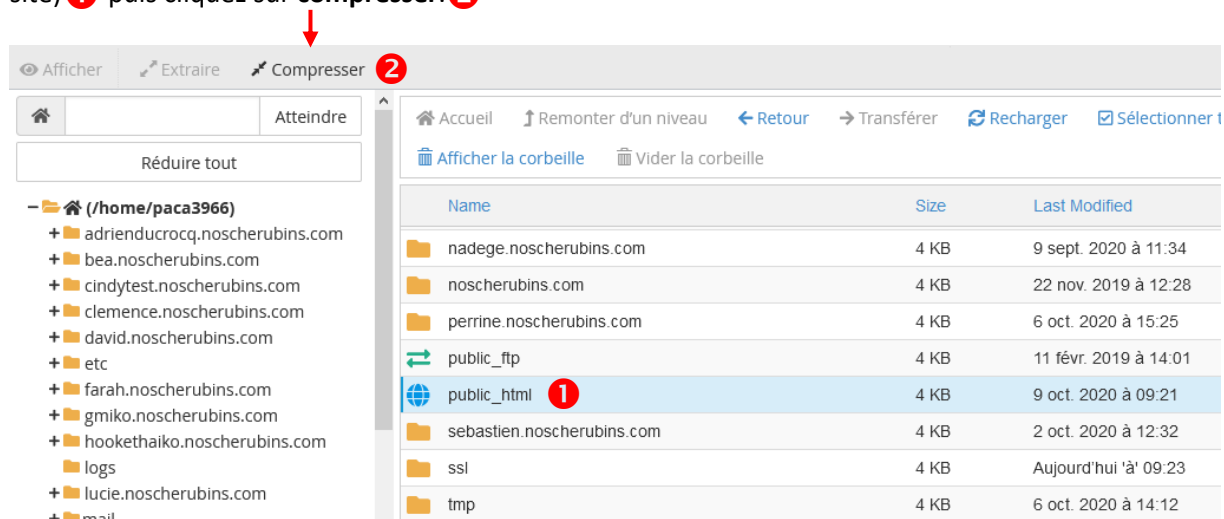 site) 1 puis cliquez sur compresser. 2
Afficher Extraire Compresser 2
Atteindre
Réduire tout
(/home/paca3966)
adrienducrocq.noscherubins.com
bea.noscherubins.com
cindytest.noscherubins.com
clemence.noscherubins.com
david.noscherubins.com
etc
farah.noscherubins.com
gmiko.noscherubins.com
hookethaiko.noscherubins.com
logs
lucie.noscherubins.com
mail
Accueil Remonter d'un niveau Retour Transférer Recharger Sélectionner t
Afficher la corbeille Vider la corbeille
Name Size Last Modified
nadege.noscherubins.com 4 KB 9 sept. 2020 à 11:34
noscherubins.com 4 KB 22 nov. 2019 à 12:28
perrine.noscherubins.com 4 KB 6 oct. 2020 à 15:25
public_ftp 4 KB 11 févr. 2019 à 14:01
public_html 1 4 KB 9 oct. 2020 à 09:21
sebastien.noscherubins.com 4 KB 2 oct. 2020 à 12:32
ssl 4 KB Aujourd'hui 'à' 09:23
tmp 4 KB 6 oct. 2020 à 14:12